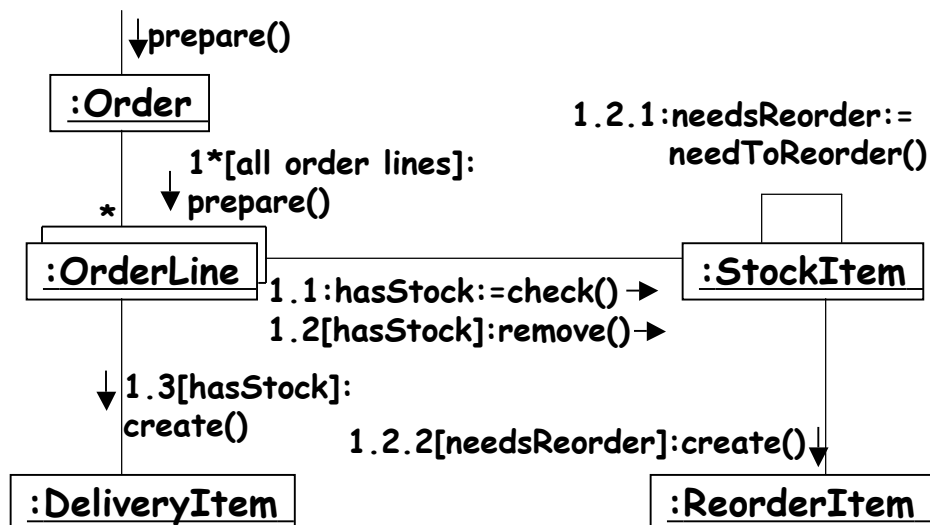 prepare()
:Order
1.2.1:needsReorder:=
needToReorder()
1*[all order lines]:
prepare()
*
:OrderLine
:StockItem
1.1:hasStock:=check()
1.2[hasStock]:remove()
1.3[hasStock]:
create()
1.2.2[needsReorder]:create()
:DeliveryItem
:ReorderItem